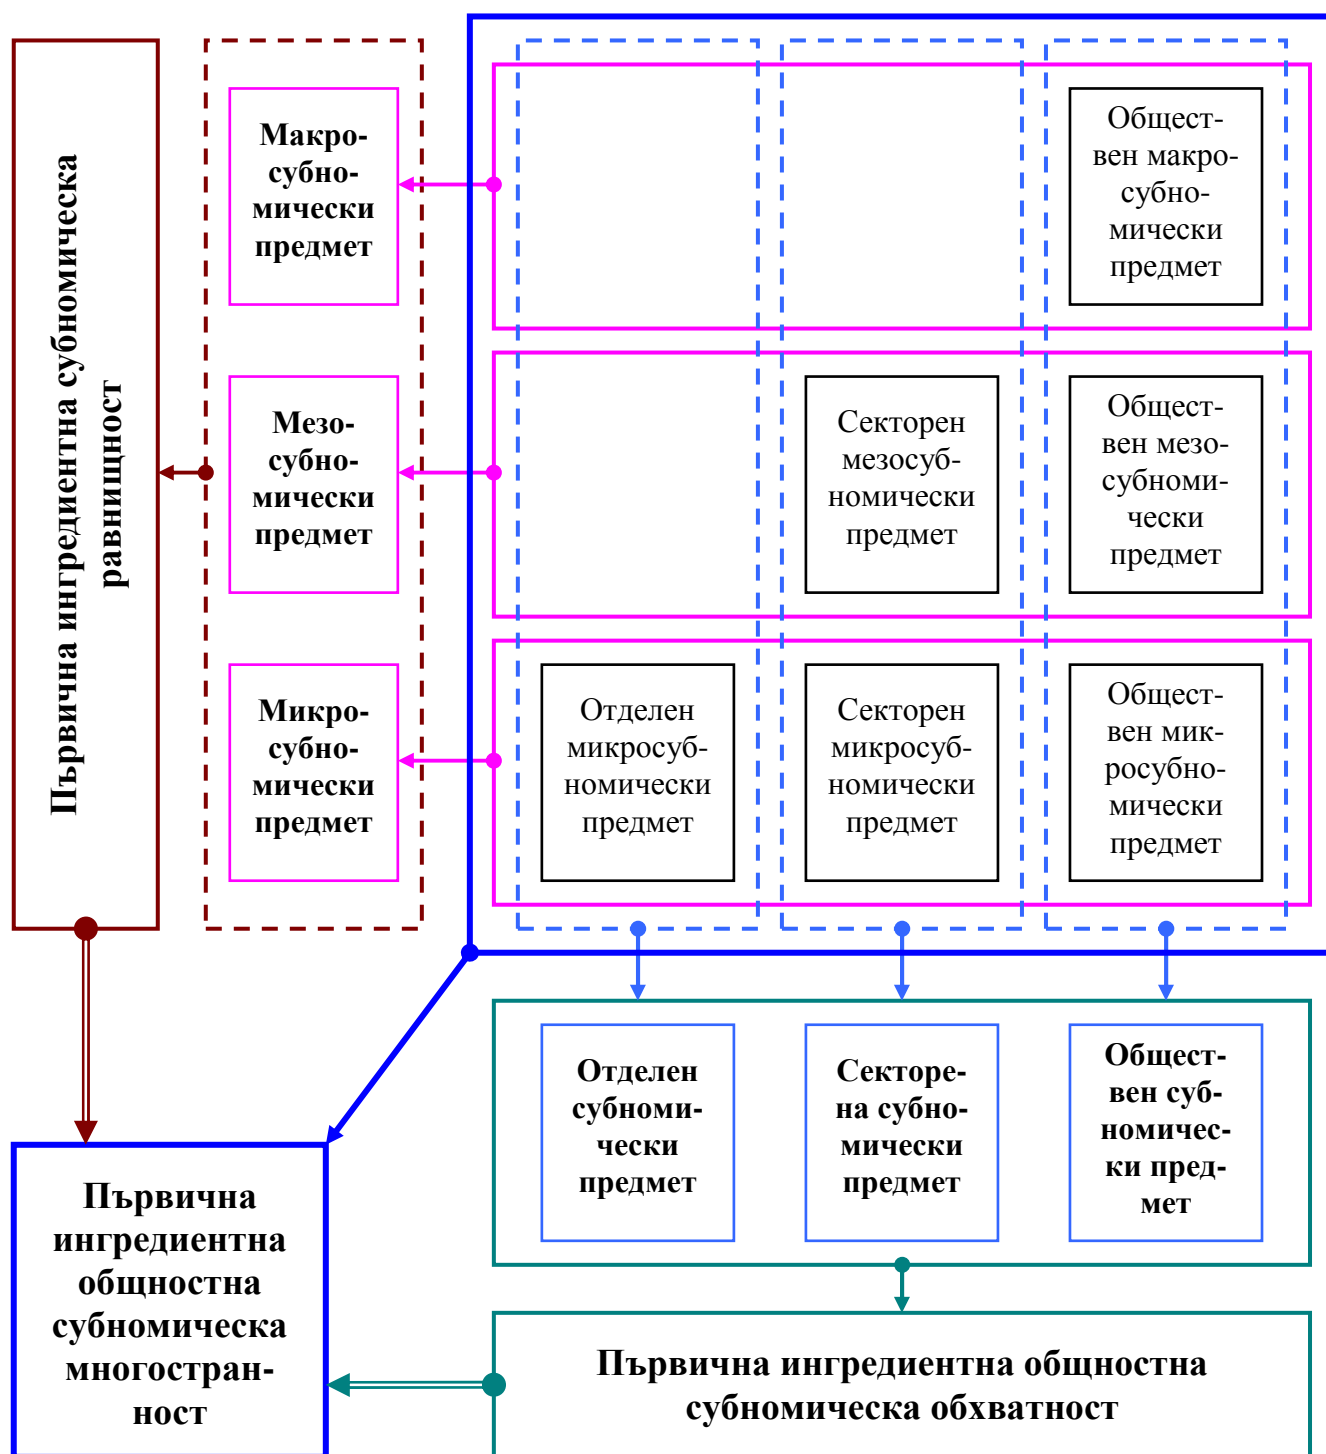 Първична ингредиентна субномическа
равнищност
Макро-
субно-
мически
предмет
Общест-
вен макро-
субно-
мически
предмет
Мезо-
субно-
мически
предмет
Секторен
мезосуб-
номически
предмет
Общест-
вен мезо-
субноми-
чески
предмет
Микро-
субно-
мически
предмет
Отделен
микросуб-
номически
предмет
Секторен
микросуб-
номически
предмет
Общест-
вен мик-
росубно-
мически
предмет
Отделен
субноми-
чески
предмет
Секторе-
на субно-
мически
предмет
Общест-
вен суб-
номичес-
ки пред-
мет
Първична
ингредиентна
общностна
субномическа
многостран-
ност
Първична ингредиентна общностна
субномическа обхватност